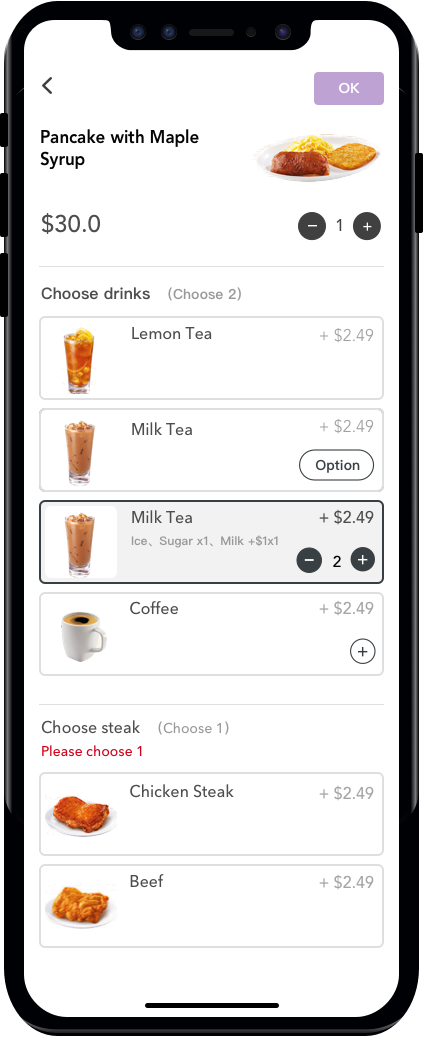 OK
Pancake with Maple
Syrup
$30.0
1
Choose drinks (Choose 2)
Lemon Tea + $2.49
Milk Tea + $2.49
Option
Milk Tea + $2.49
Ice、Sugar x1、Milk +$1x1
2
Coffee + $2.49
Choose steak (Choose 1)
Please choose 1
Chicken Steak + $2.49
Beef + $2.49